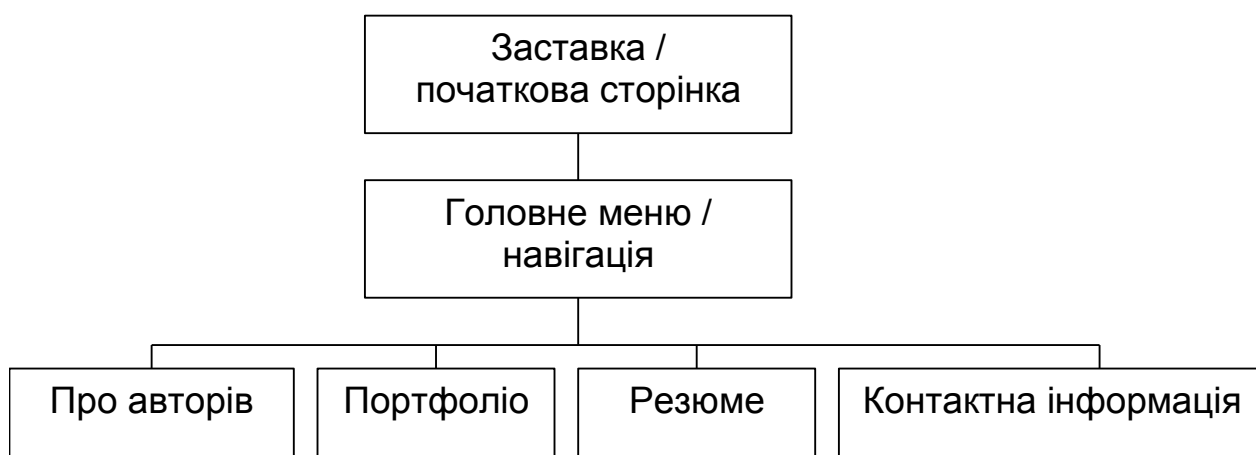 Заставка /
початкова сторінка
Головне меню /
навігація
Про авторів
Портфоліо
Резюме
Контактна інформація